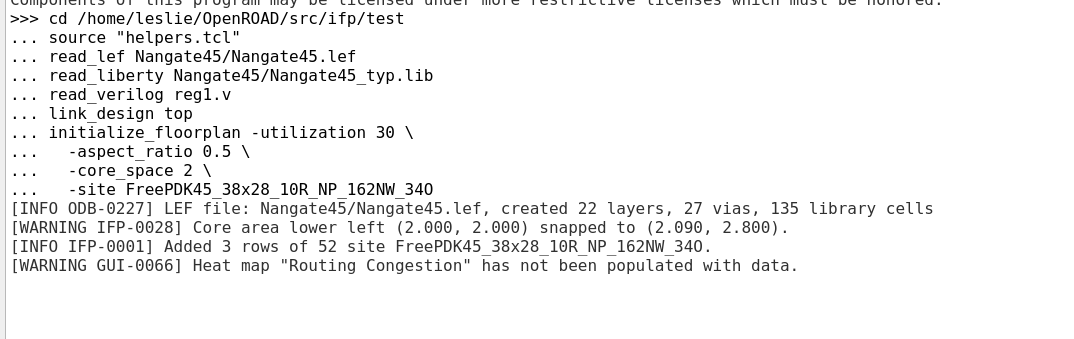 Components of this program may be licensed under more restrictive licenses which must be honored.
>>> cd /home/leslie/OpenROAD/src/ifp/test
... source "helpers.tcl"
... read_lef Nangate45/Nangate45.lef
... read_liberty Nangate45/Nangate45_typ.lib
... read_verilog reg1.v
... link_design top
... initialize_floorplan -utilization 30 \
...   -aspect_ratio 0.5 \
...   -core_space 2 \
...   -site FreePDK45_38x28_10R_NP_162NW_34O
[INFO ODB-0227] LEF file: Nangate45/Nangate45.lef, created 22 layers, 27 vias, 135 library cells
[WARNING IFP-0028] Core area lower left (2.000, 2.000) snapped to (2.090, 2.800).
[INFO IFP-0001] Added 3 rows of 52 site FreePDK45_38x28_10R_NP_162NW_34O.
[WARNING GUI-0066] Heat map "Routing Congestion" has not been populated with data.